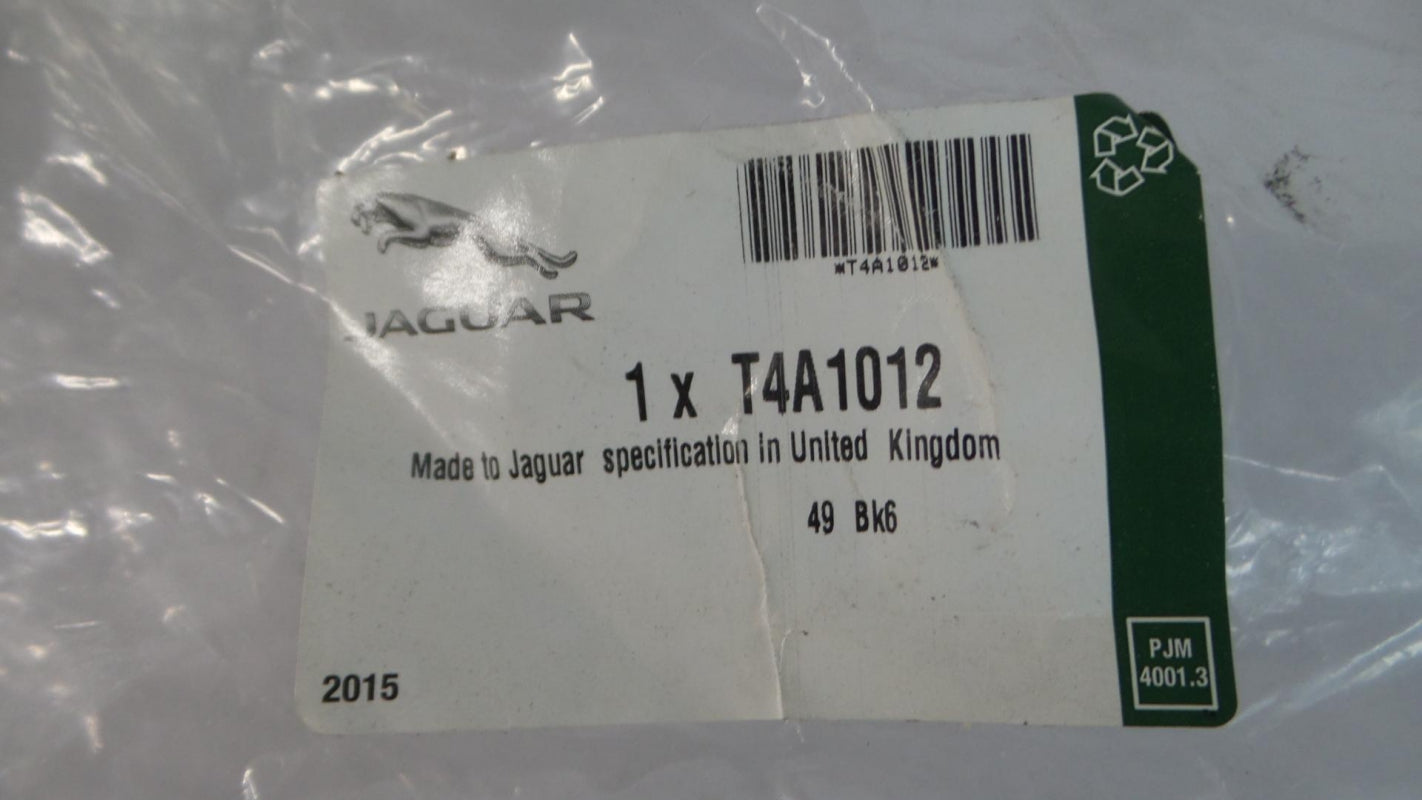 JAGUAR
*T4A1012*
1 x T4A1012
Made to Jaguar specification in United Kingdom
49 Bk6
2015
PJM
4001.3